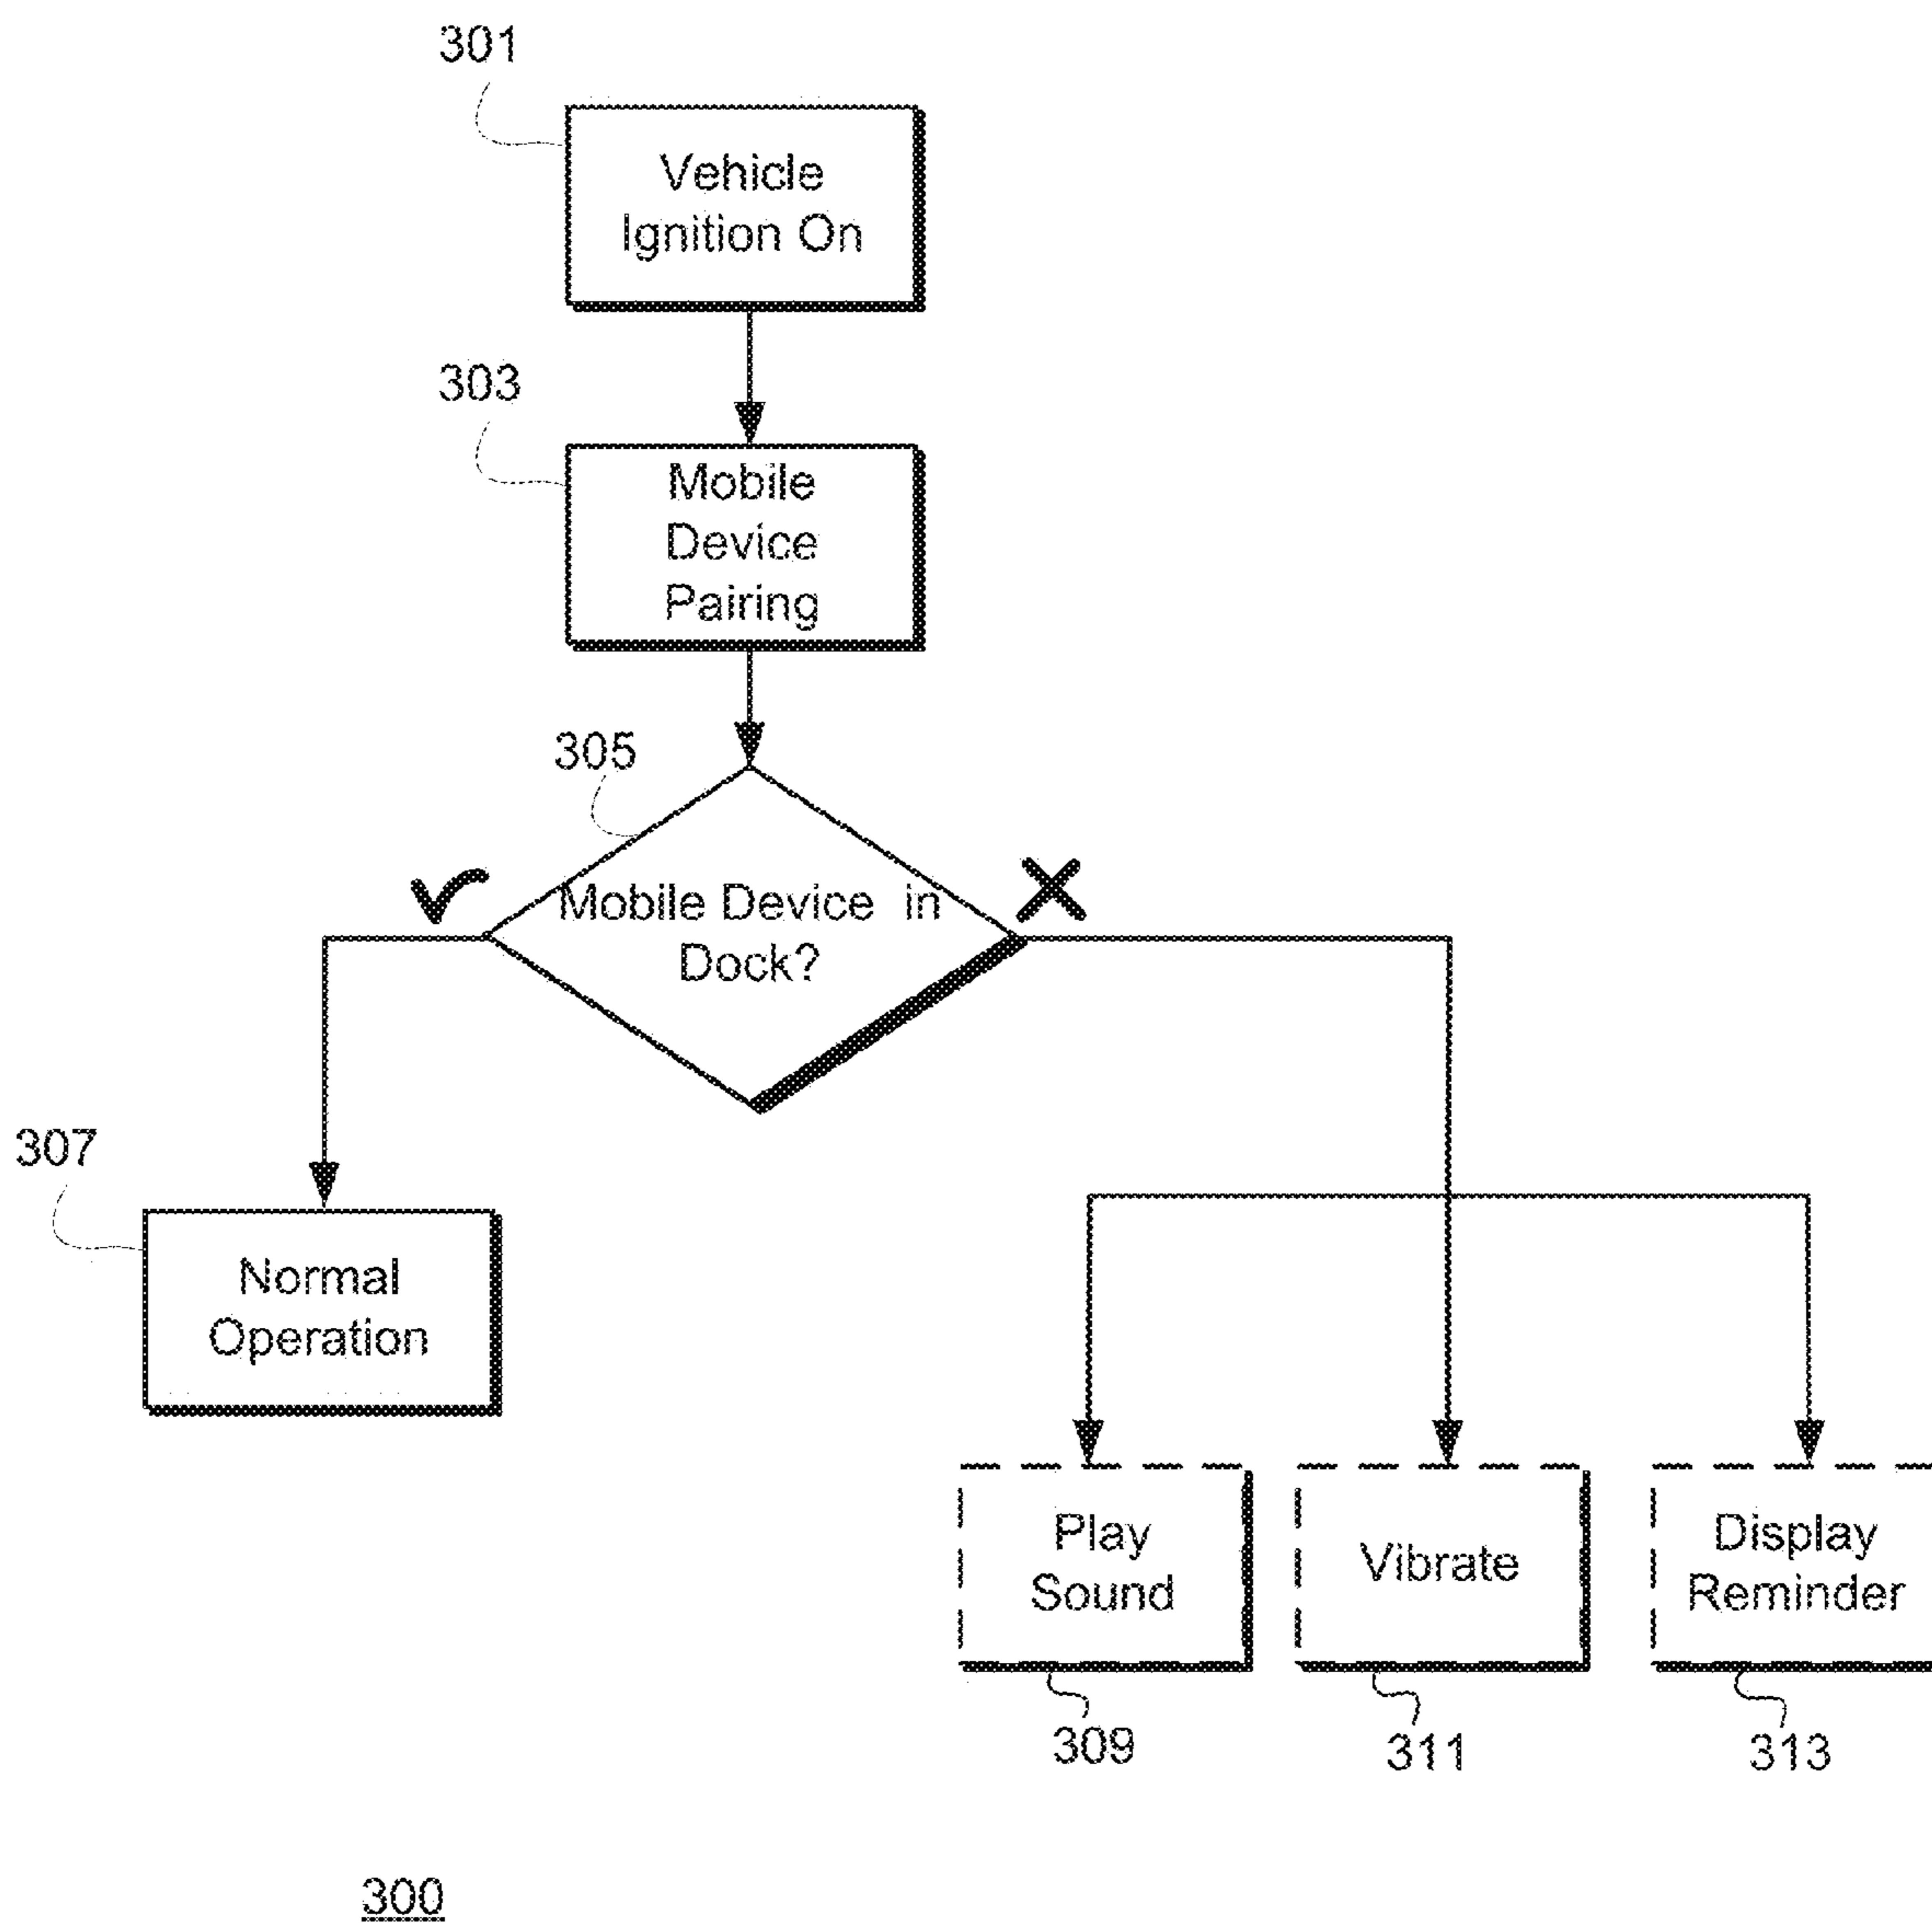 301
Vehicle
Ignition On
303
Mobile
Device
Pairing
305
Mobile Device in
Dock?
307
Normal
Operation
Play
Sound
Vibrate
Display
Reminder
309
311
313
300